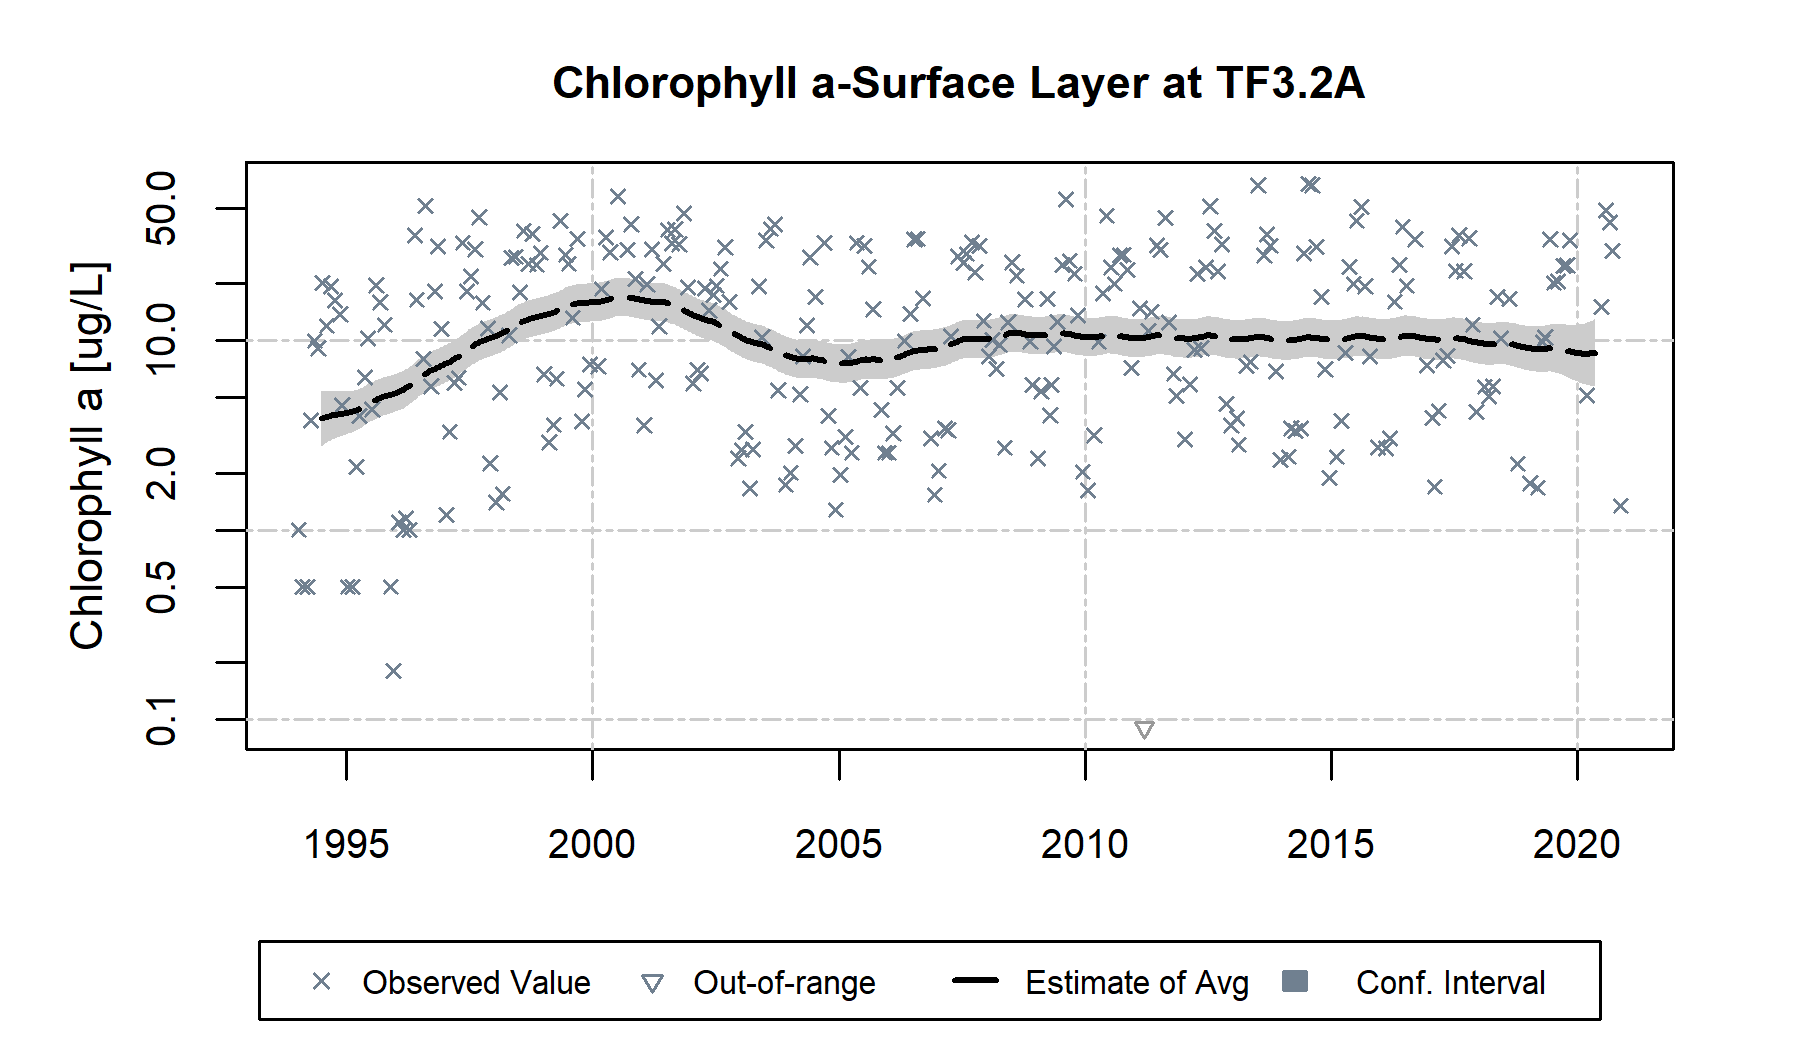 Chlorophyll a-Surface Layer at TF3.2A
Chlorophyll a [ug/L]
50.0
10.0
2.0
0.5
0.1
1995 2000 2005 2010 2015 2020
Observed Value Out-of-range Estimate of Avg Conf. Interval